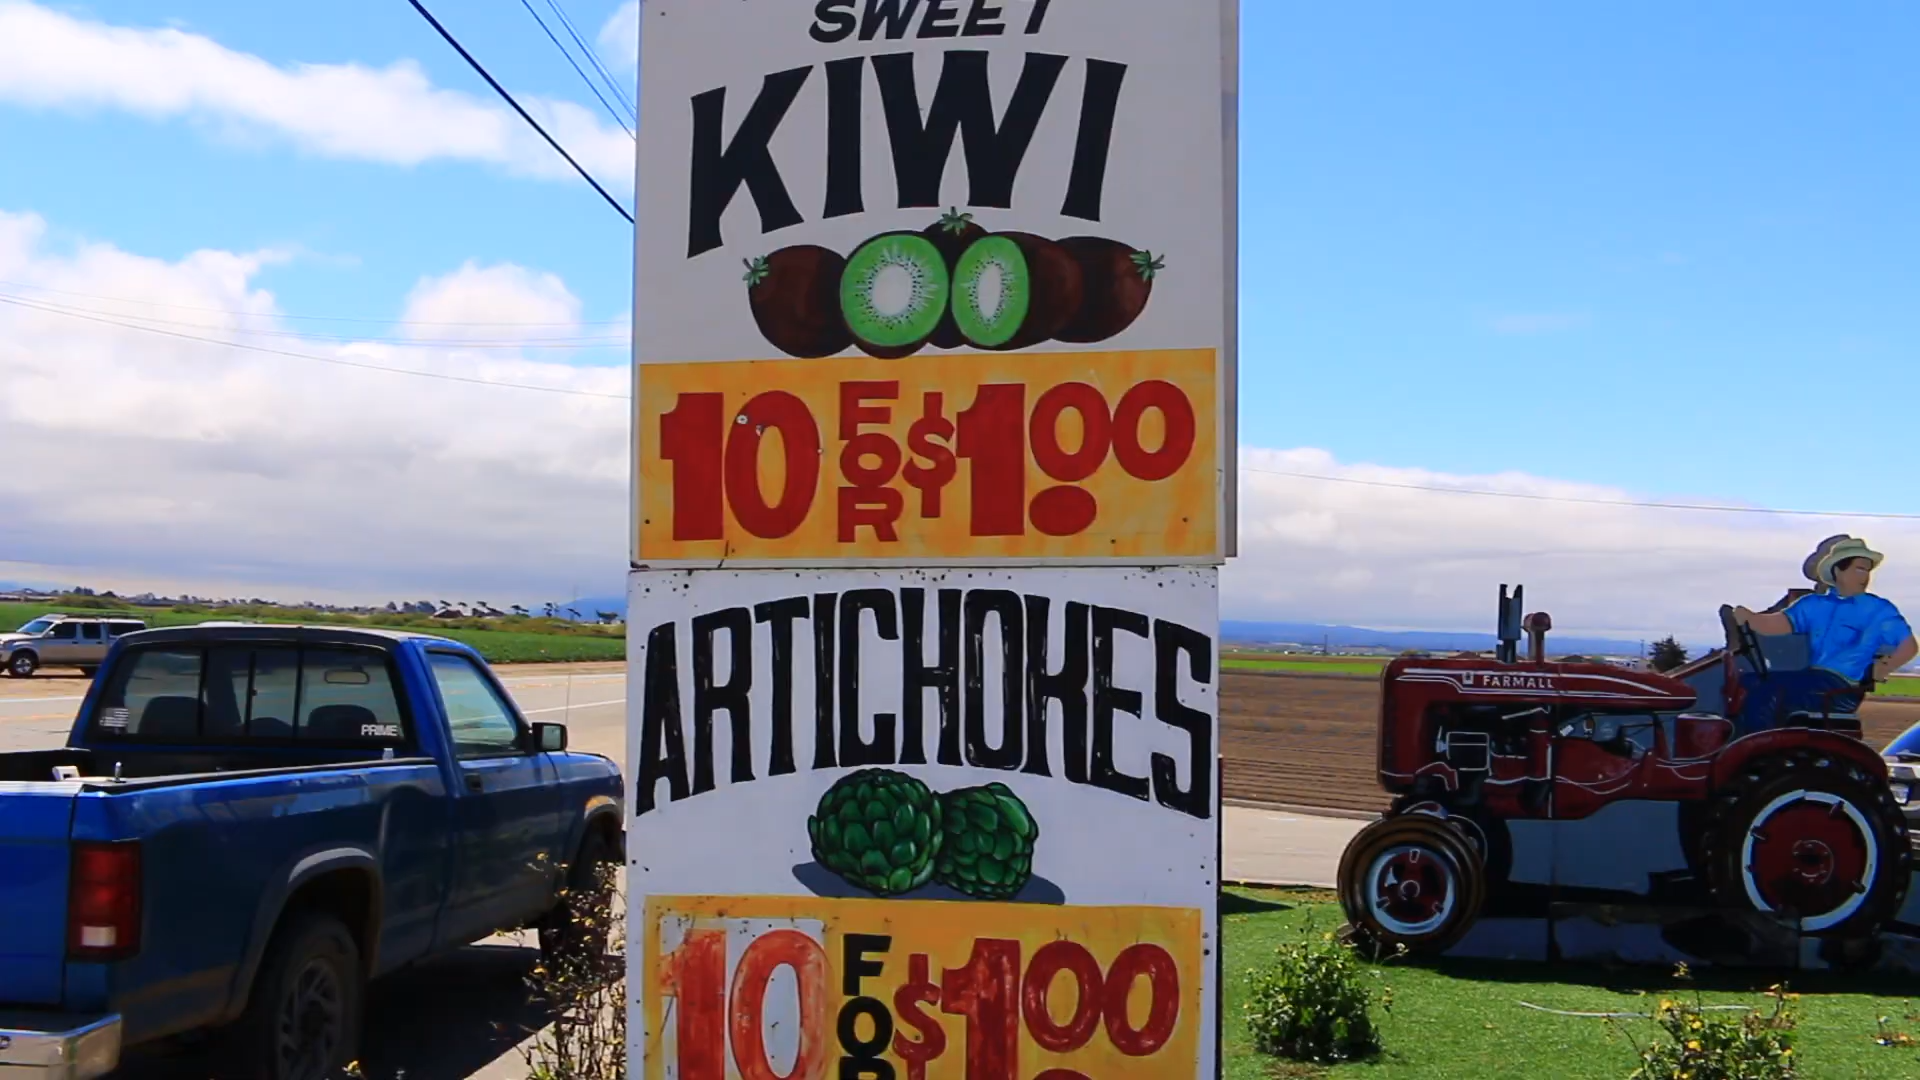 SWEET
KIWI
10 FOR $1.00
ARTICHOKES
10 FOR $1.00
PRIME
FARMALL